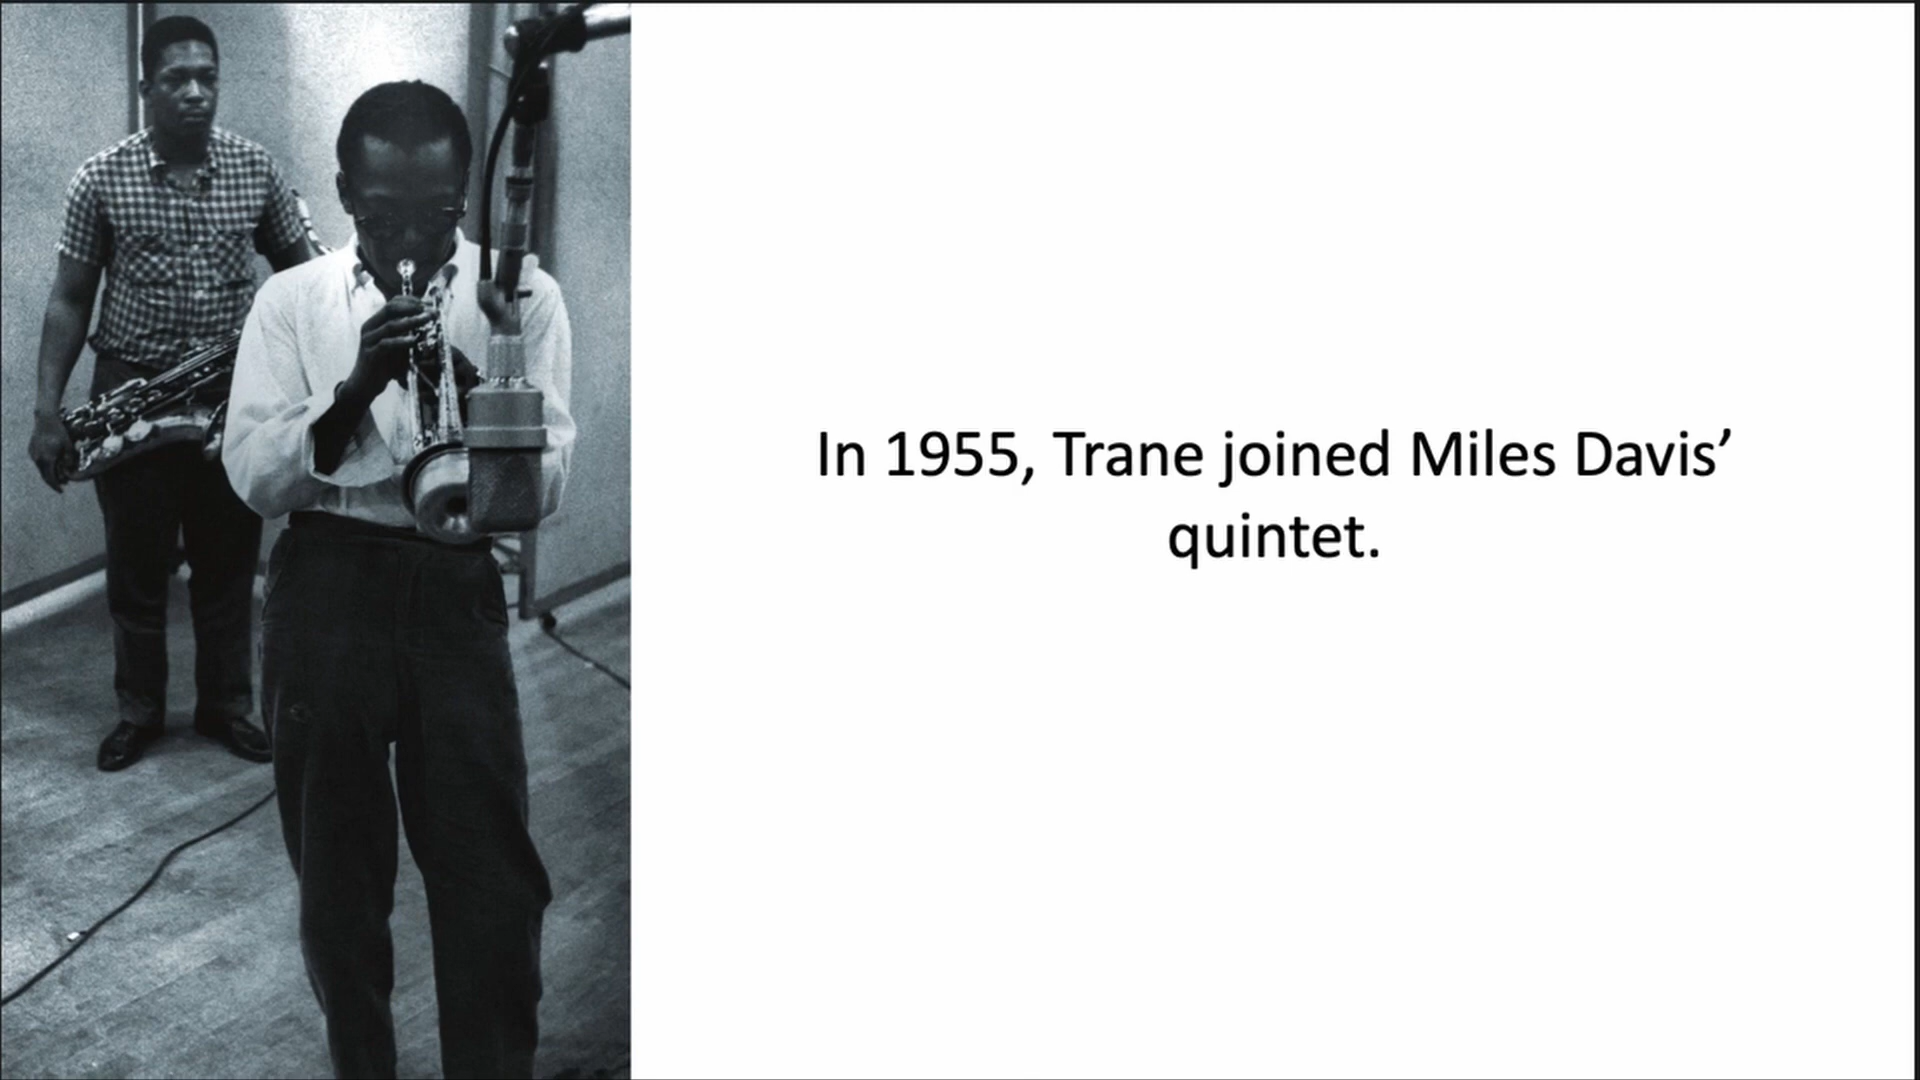 In 1955, Trane joined Miles Davis’
quintet.